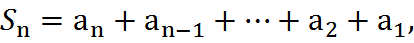 Sₙ = aₙ + aₙ₋₁ + ⋯ + a₂ + a₁,